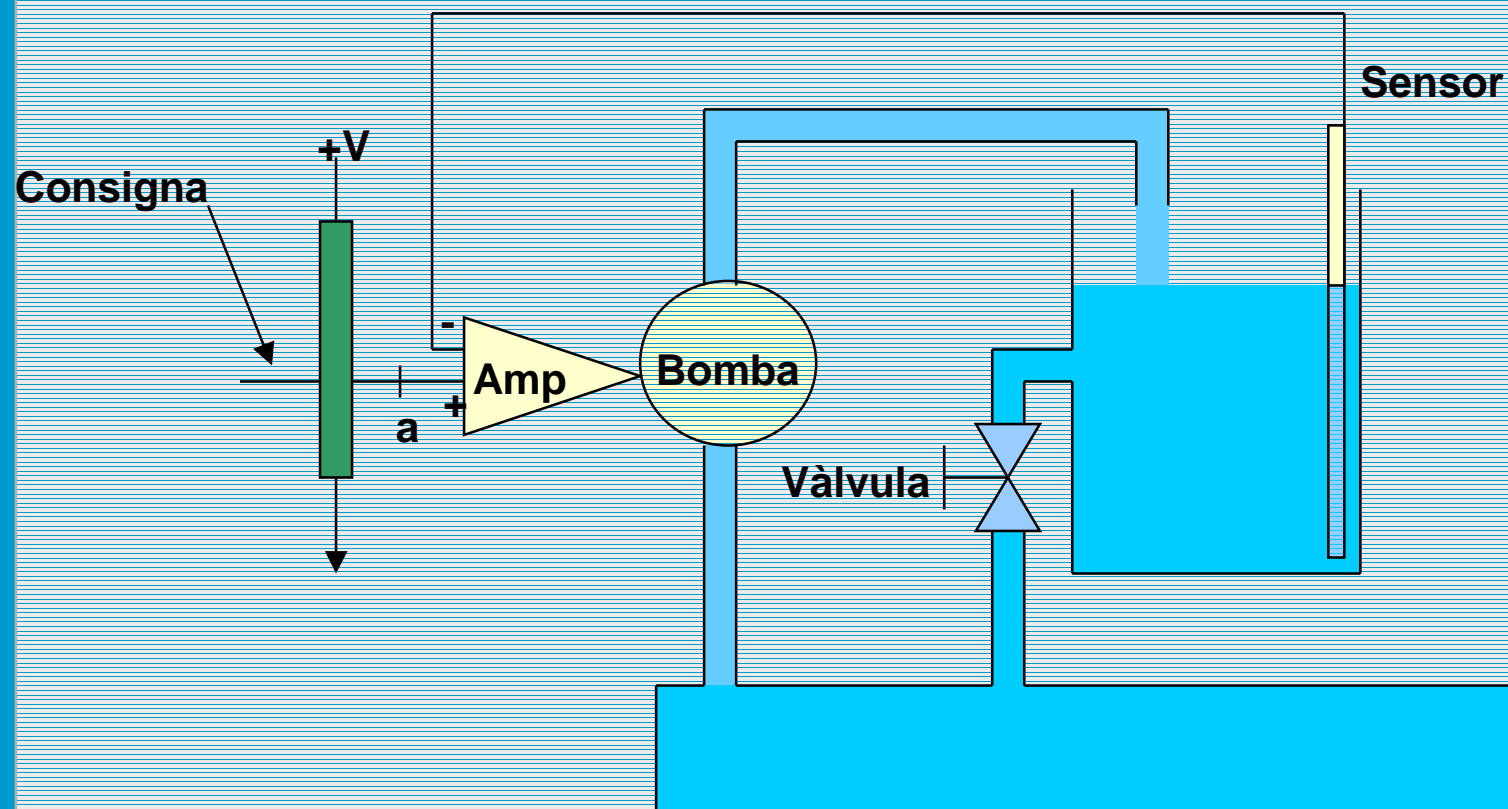 Sensor
+V
Consigna
-
Amp
Bomba
+
a
Vàlvula